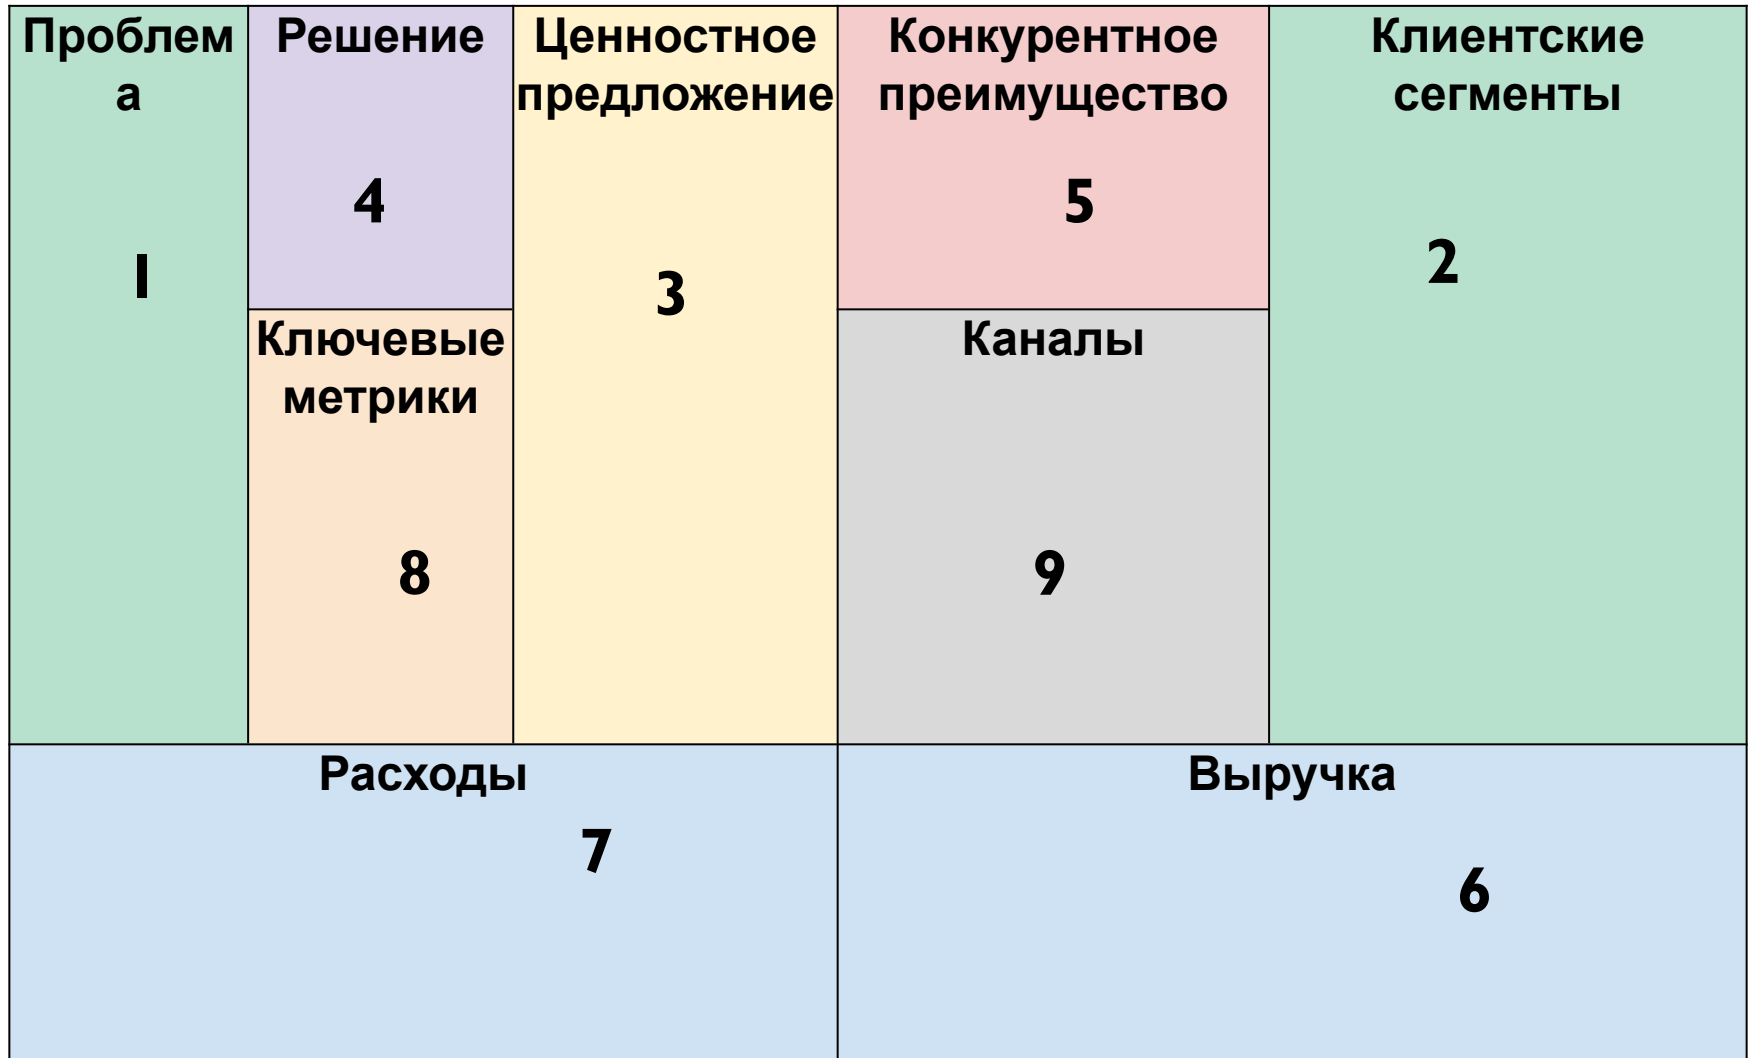 Проблем
а
1
Решение
4
Ключевые
метрики
8
Ценностное
предложение
3
Конкурентное
преимущество
5
Каналы
9
Клиентские
сегменты
2
Расходы
7
Выручка
6